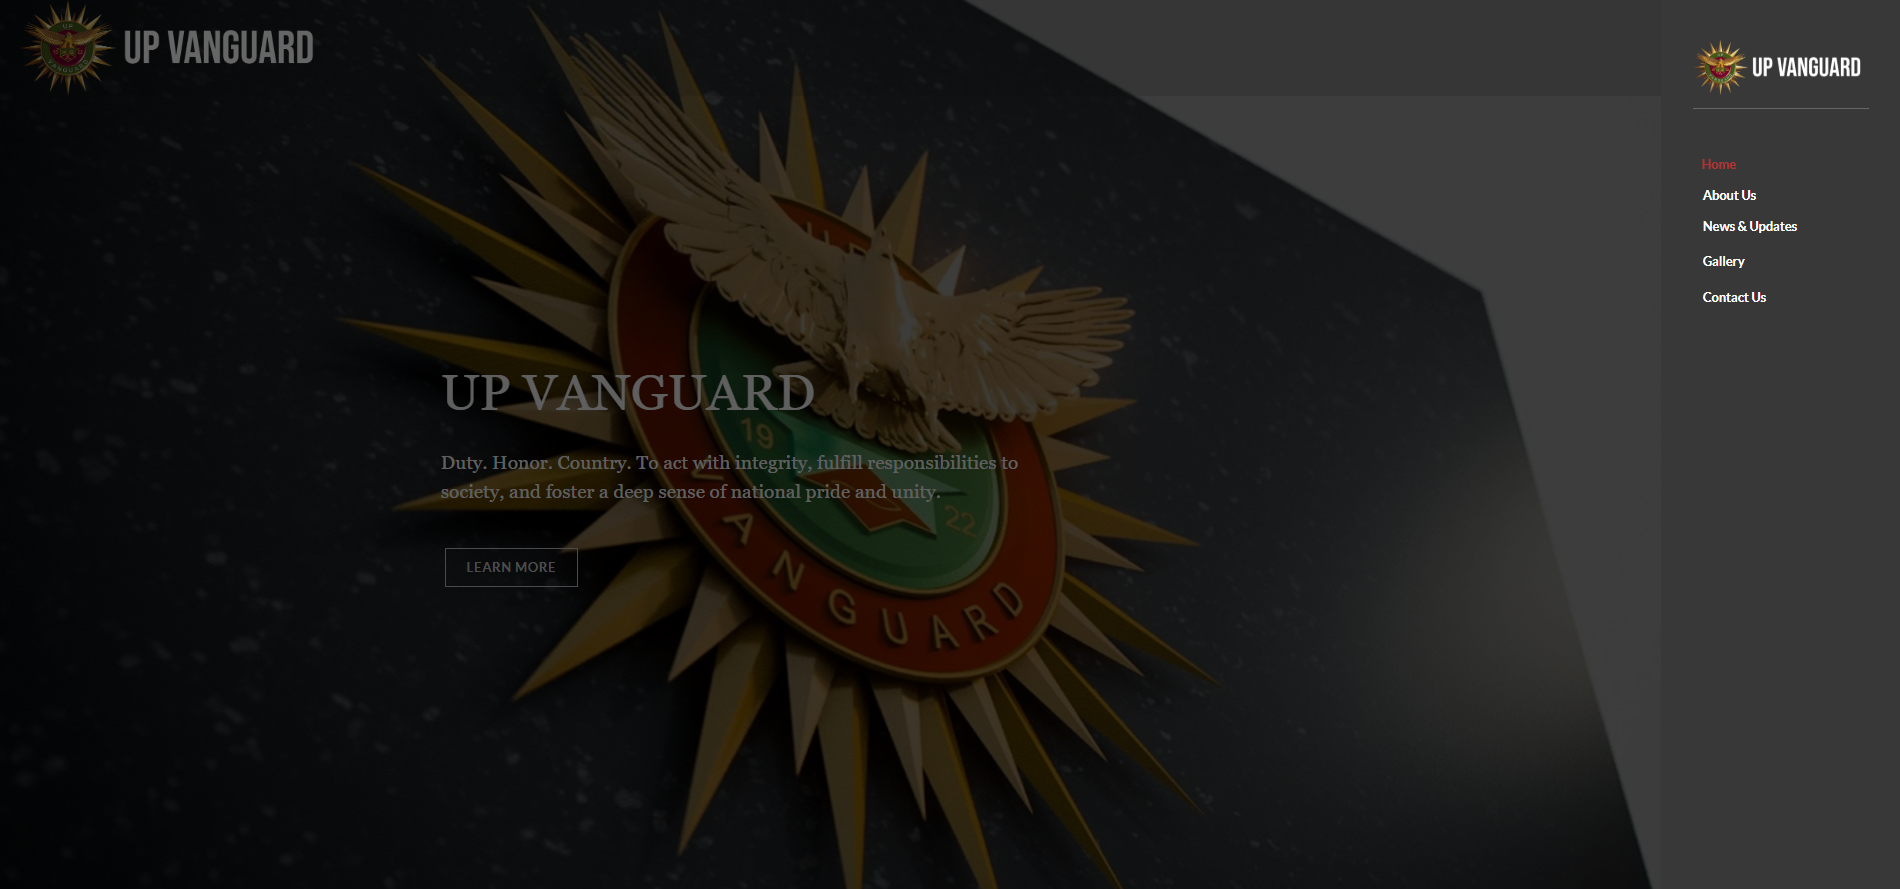 UP VANGUARD
UP VANGUARD
Home
About Us
News & Updates
Gallery
Contact Us
UP
UP VANGUARD
19
Duty. Honor. Country. To act with integrity, fulfill responsibilities to
society, and foster a deep sense of national pride and unity.
22
VANGUARD
LEARN MORE